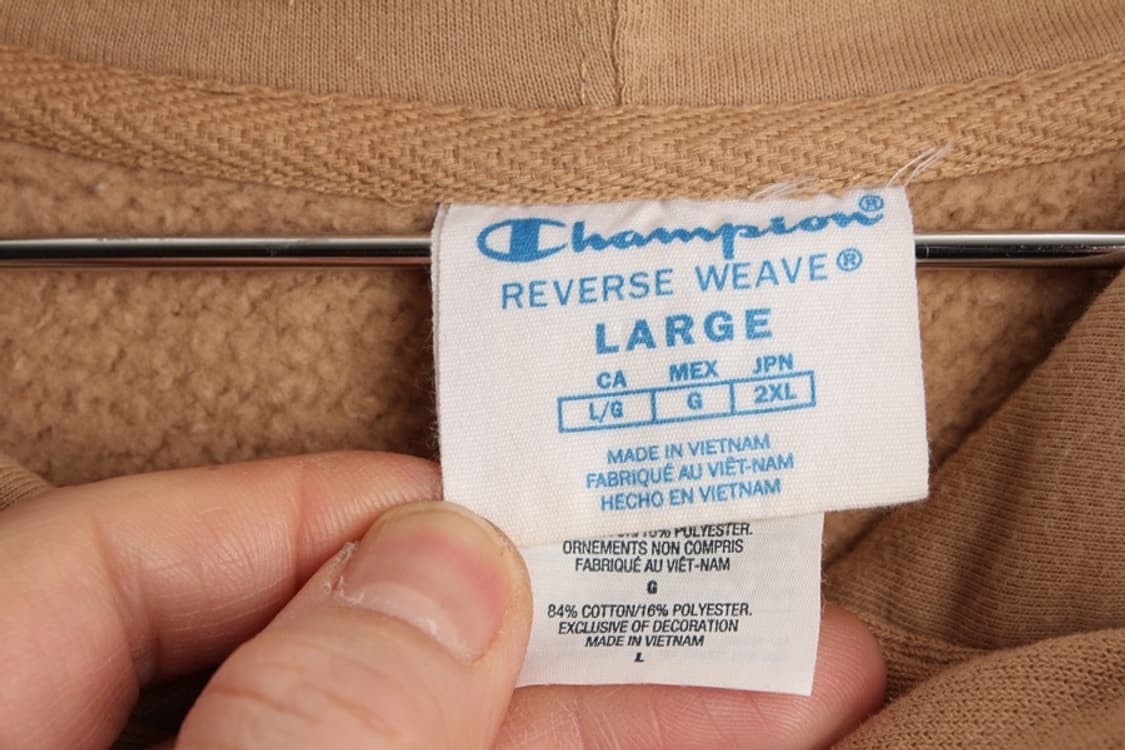 Champion®
REVERSE WEAVE®
LARGE
CA MEX JPN
L/G G 2XL
MADE IN VIETNAM
FABRIQUÉ AU VIÊT-NAM
HECHO EN VIETNAM
POLYESTER.
ORNEMENTS NON COMPRIS
FABRIQUÉ AU VIÊT-NAM
G
84% COTTON/16% POLYESTER.
EXCLUSIVE OF DECORATION
MADE IN VIETNAM
L